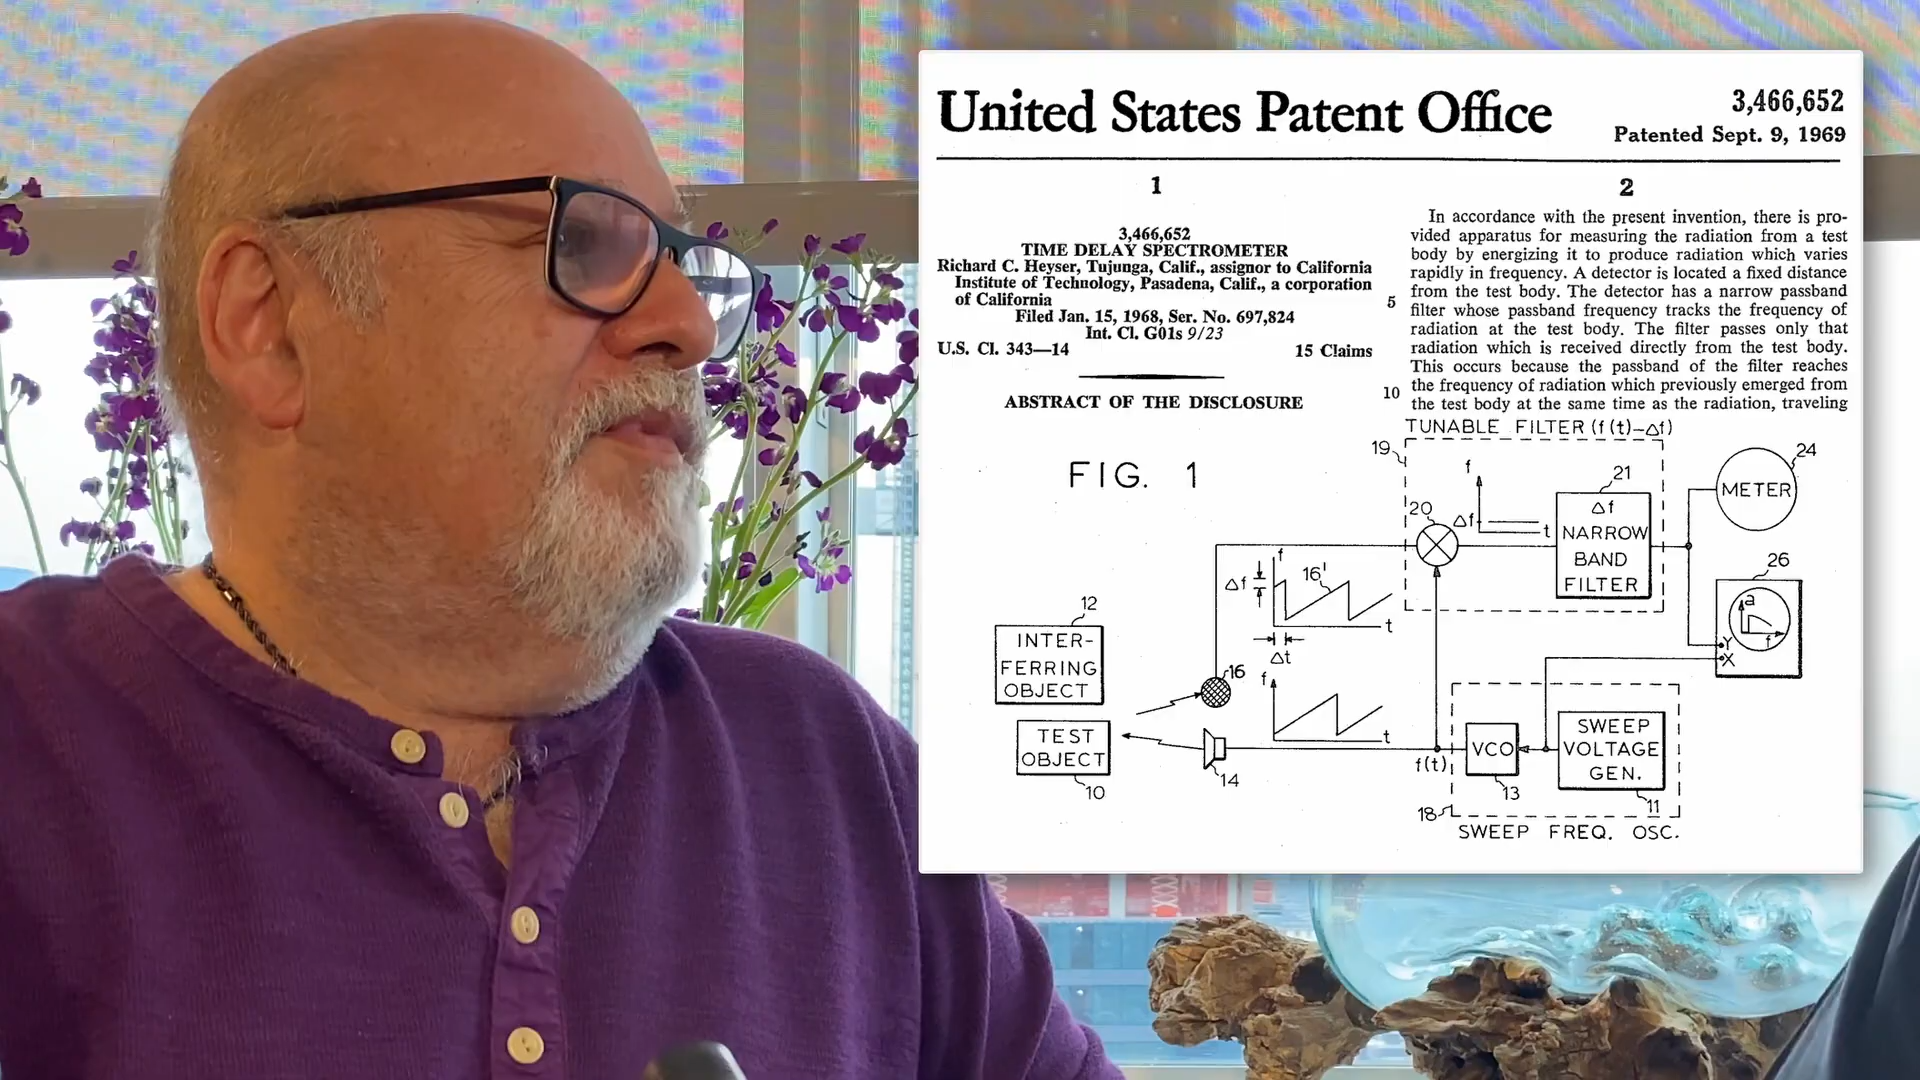 United States Patent Office
3,466,652
Patented Sept. 9, 1969
1
3,466,652
TIME DELAY SPECTROMETER
Richard C. Heyser, Tujunga, Calif., assignor to California
Institute of Technology, Pasadena, Calif., a corporation
of California
Filed Jan. 15, 1968, Ser. No. 697,824
Int. Cl. G01s 9/23
U.S. Cl. 343—14
15 Claims
ABSTRACT OF THE DISCLOSURE
2
In accordance with the present invention, there is pro-
vided apparatus for measuring the radiation from a test
body by energizing it to produce radiation which varies
rapidly in frequency. A detector is located a fixed distance
5
from the test body. The detector has a narrow passband
filter whose passband frequency tracks the frequency of
radiation at the test body. The filter passes only that
radiation which is received directly from the test body.
This occurs because the passband of the filter reaches
the frequency of radiation which previously emerged from
10
the test body at the same time as the radiation, traveling
TUNABLE FILTER (f(t)−Δf)
19
FIG. 1
f
Δf
t
20
21
Δf
NARROW
BAND
FILTER
24
METER
26
a
f
Y
X
f
Δf
16'
t
Δt
12
INTER-
FERRING
OBJECT
16
f
t
TEST
OBJECT
10
14
f(t)
VCO
13
SWEEP
VOLTAGE
GEN.
11
18
SWEEP FREQ. OSC.